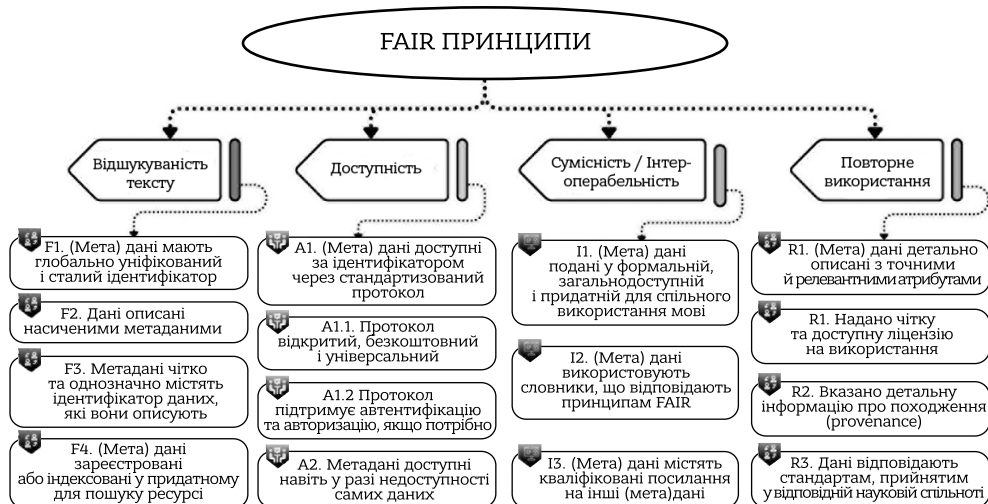 FAIR ПРИНЦИПИ
Відшукуваність
тексту
F1. (Мета) дані мають
глобально уніфікований
і сталий ідентифікатор
F2. Дані описані
насиченими метаданими
F3. Метадані чітко
та однозначно містять
ідентифікатор даних,
які вони описують
F4. (Мета) дані
зареєстровані
або індексовані у придатному
для пошуку ресурсі
Доступність
A1. (Мета) дані доступні
за ідентифікатором
через стандартизований
протокол
A1.1. Протокол
відкритий, безкоштовний
і універсальний
A1.2 Протокол
підтримує автентифікацію
та авторизацію, якщо потрібно
A2. Метадані доступні
навіть у разі недоступності
самих даних
Сумісність / Інтер-
операбельність
I1. (Мета) дані
подані у формальній,
загальнодоступній
і придатній для спільного
використання мові
I2. (Мета) дані
використовують
словники, що відповідають
принципам FAIR
I3. (Мета) дані містять
кваліфіковані посилання
на інші (мета)дані
Повторне
використання
R1. (Мета) дані детально
описані з точними
й релевантними атрибутами
R1. Надано чітку
та доступну ліцензію
на використання
R2. Вказано детальну
інформацію про походження
(provenance)
R3. Дані відповідають
стандартам, прийнятим
у відповідній науковій спільноті